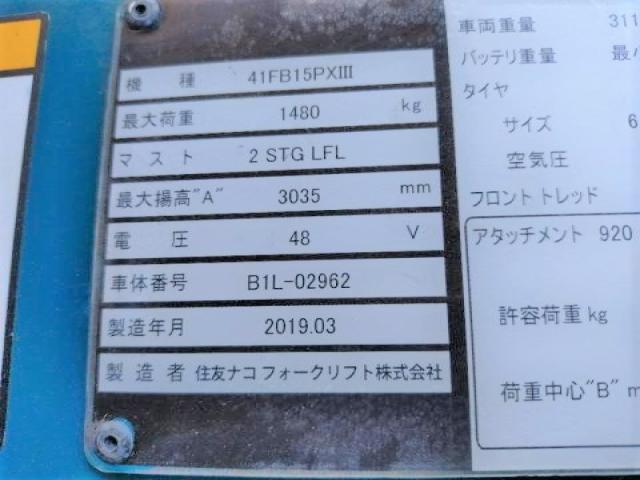 機 種 41FB15PXIII
最大荷重 1480 kg
マスト 2 STG LFL
最大揚高"A" 3035 mm
電 圧 48 V
車体番号 B1L-02962
製造年月 2019.03
製造者 住友ナコフォークリフト株式会社
車両重量 311
バッテリ重量 最小
タイヤ
サイズ 6
空気圧
フロント トレッド
アタッチメント 920
許容荷重 kg
荷重中心"B" m